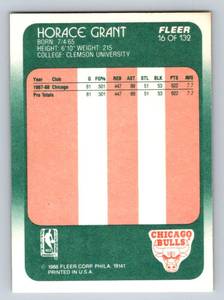 HORACE GRANT
FLEER
16 OF 132
BORN: 7/4/65
HEIGHT: 6'10" WEIGHT: 215
COLLEGE: CLEMSON UNIVERSITY
Year Club G FG% REB AST STL BLK PTS AVG
1987-88 Chicago 81 .501 447 89 51 53 622 7.7
Pro Totals 81 .501 447 89 51 53 622 7.7
NBA
CHICAGO
BULLS
© 1988 FLEER CORP PHILA, 19141
PRINTED IN U.S.A.